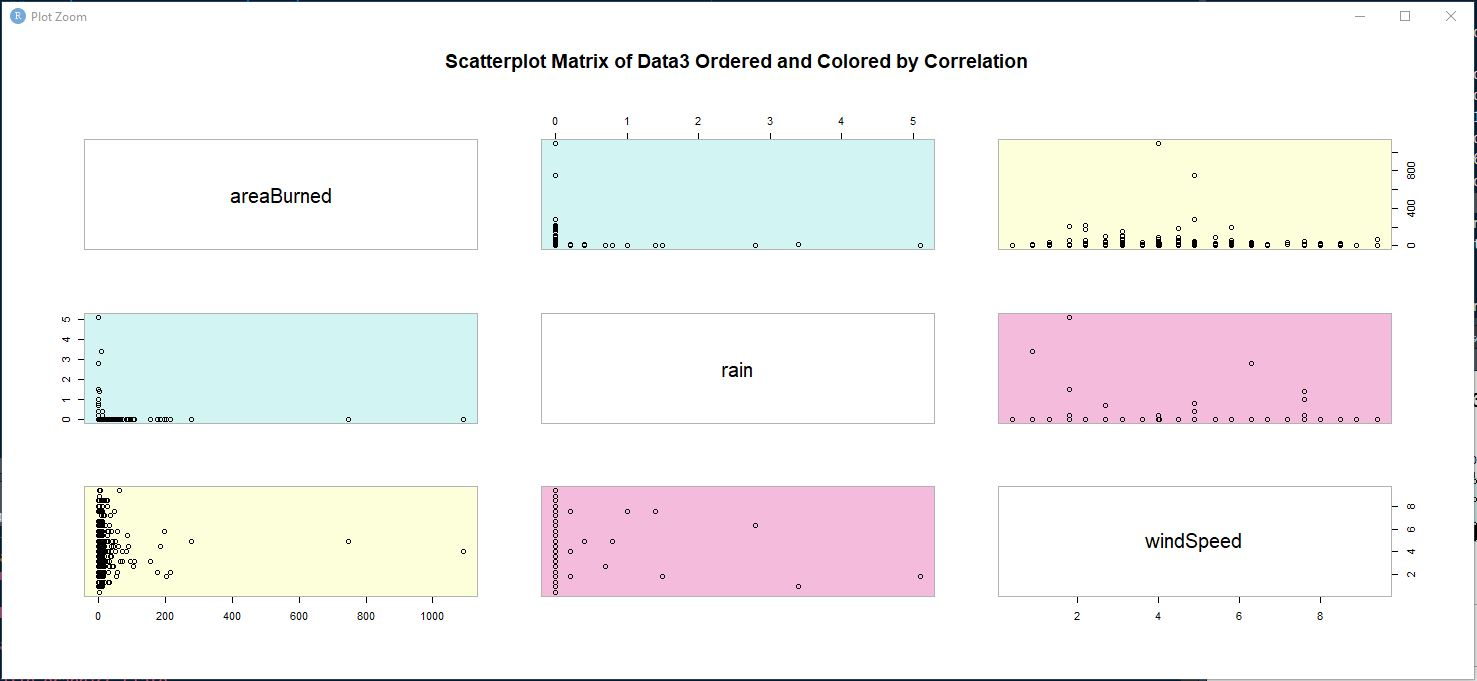 R Plot Zoom
Scatterplot Matrix of Data3 Ordered and Colored by Correlation
0 1 2 3 4 5
areaBurned
0 400 800
0 1 2 3 4 5
rain
windSpeed
2 4 6 8
0 200 400 600 800 1000
2 4 6 8